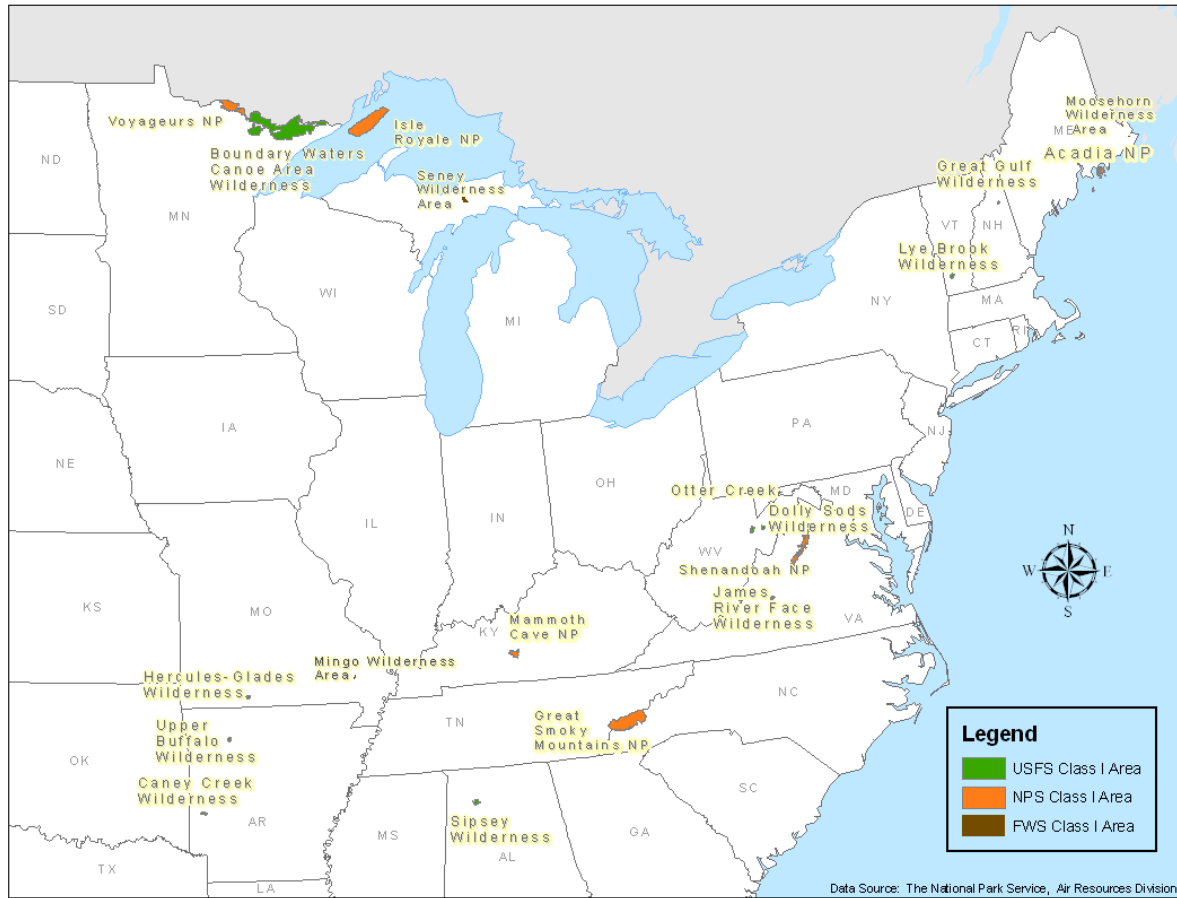 Moosehorn
Wilderness
Area
ME
Acadia NP
Voyageurs NP
Isle
Royale NP
Boundary Waters
Canoe Area
Wilderness
Seney
Wilderness
Area
Great Gulf
Wilderness
ND
MN
VT
NH
Lye Brook
Wilderness
WI
SD
MI
NY
MA
CT
RI
IA
PA
NJ
NE
OH
Otter Creek
MD
Dolly Sods
Wilderness
DE
IL
IN
WV
Shenandoah NP
N
W
E
S
KS
MO
James
River Face
Wilderness
VA
KY
Mammoth
Cave NP
Mingo Wilderness
Area
Hercules-Glades
Wilderness
NC
TN
Great
Smoky
Mountains NP
Upper
Buffalo
Wilderness
OK
Caney Creek
Wilderness
AR
SC
MS
Sipsey
Wilderness
AL
GA
TX
LA
Legend
USFS Class I Area
NPS Class I Area
FWS Class I Area
Data Source: The National Park Service, Air Resources Division